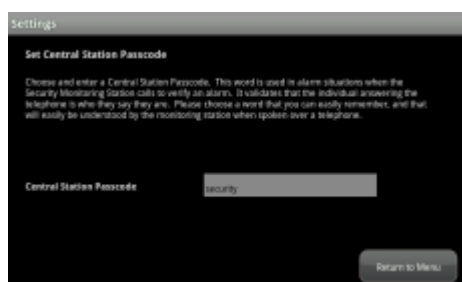 Settings
Set Central Station Passcode
Choose and enter a Central Station Passcode. This word is used in alarm situations when the
Security Monitoring Station calls to verify an alarm. It validates that the individual answering the
telephone is who they say they are. Please choose a word that you can easily remember, and that
will easily be understood by the monitoring station when spoken over a telephone.
Central Station Passcode
security
Return to Menu